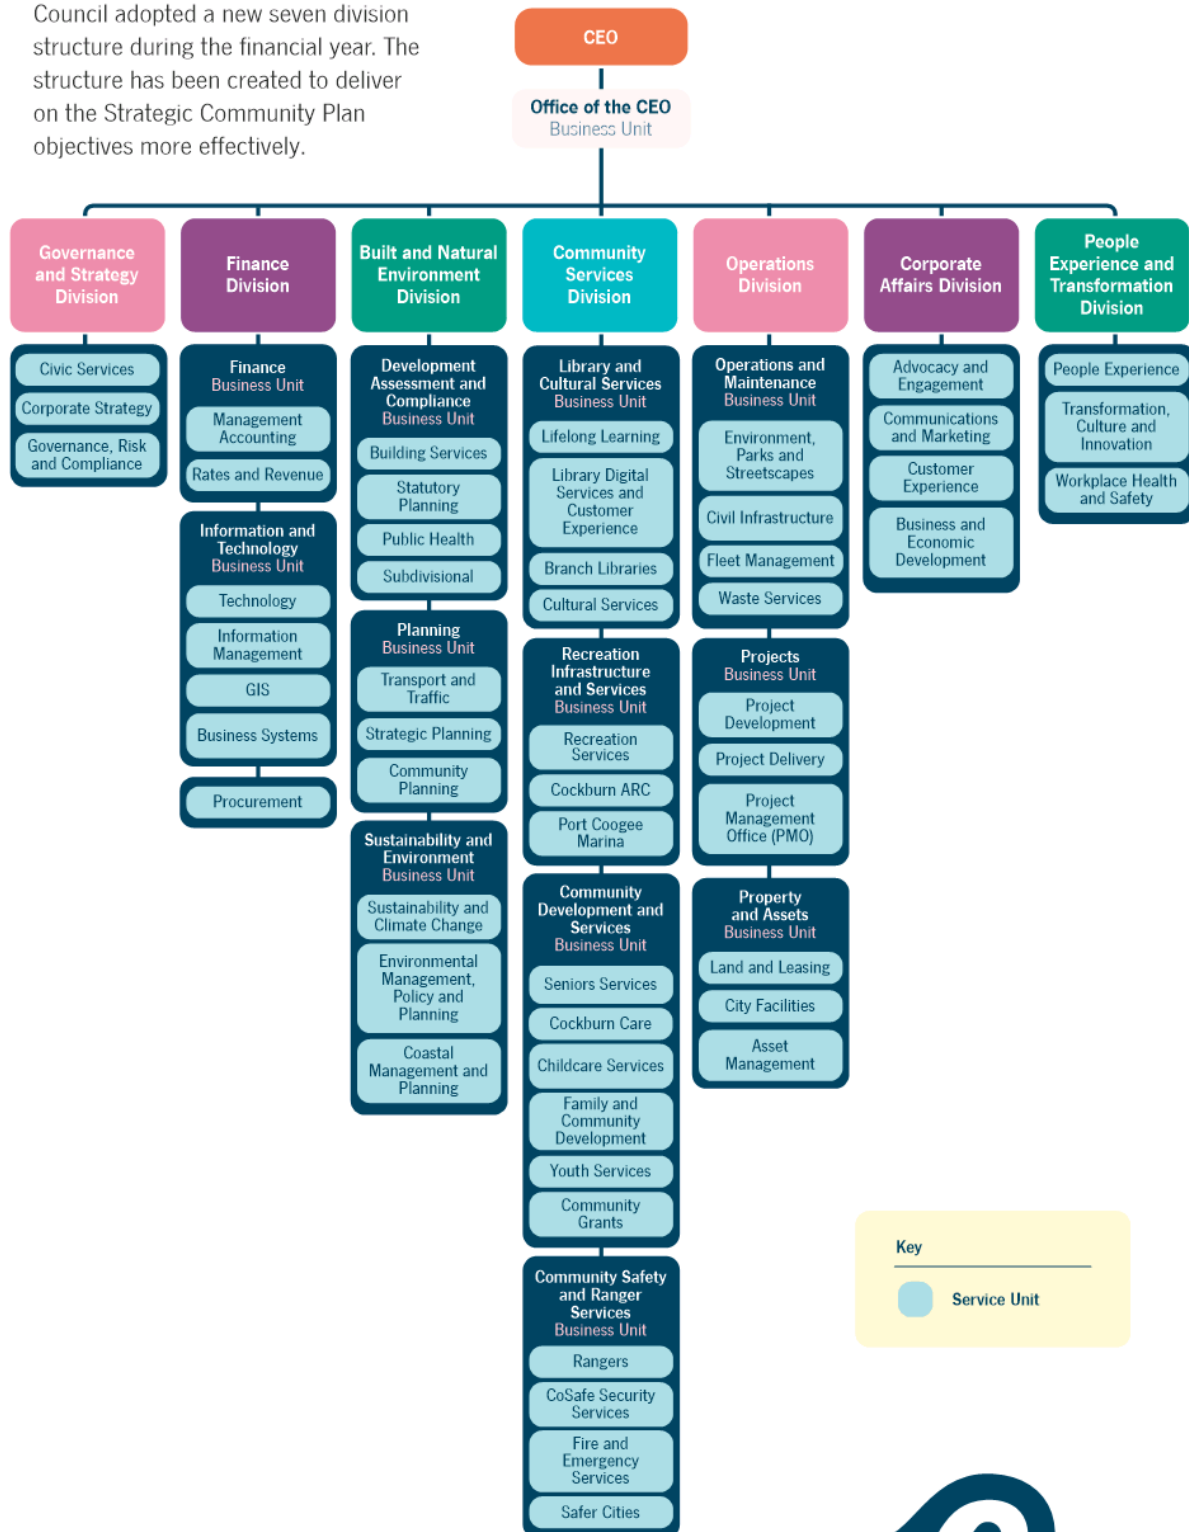 Council adopted a new seven division
structure during the financial year. The
structure has been created to deliver
on the Strategic Community Plan
objectives more effectively.
CEO
Office of the CEO
Business Unit
Governance
and Strategy
Division
Civic Services
Corporate Strategy
Governance, Risk
and Compliance
Finance
Division
Finance
Business Unit
Management
Accounting
Rates and Revenue
Information and
Technology
Business Unit
Technology
Information
Management
GIS
Business Systems
Procurement
Built and Natural
Environment
Division
Development
Assessment and
Compliance
Business Unit
Building Services
Statutory
Planning
Public Health
Subdivisional
Planning
Business Unit
Transport and
Traffic
Strategic Planning
Community
Planning
Sustainability and
Environment
Business Unit
Sustainability and
Climate Change
Environmental
Management,
Policy and
Planning
Coastal
Management and
Planning
Community
Services
Division
Library and
Cultural Services
Business Unit
Lifelong Learning
Library Digital
Services and
Customer
Experience
Branch Libraries
Cultural Services
Recreation
Infrastructure
and Services
Business Unit
Recreation
Services
Cockburn ARC
Port Coogee
Marina
Community
Development and
Services
Business Unit
Seniors Services
Cockburn Care
Childcare Services
Family and
Community
Development
Youth Services
Community
Grants
Community Safety
and Ranger
Services
Business Unit
Rangers
CoSafe Security
Services
Fire and
Emergency
Services
Safer Cities
Operations
Division
Operations and
Maintenance
Business Unit
Environment,
Parks and
Streetscapes
Civil Infrastructure
Fleet Management
Waste Services
Projects
Business Unit
Project
Development
Project Delivery
Project
Management
Office (PMO)
Property
and Assets
Business Unit
Land and Leasing
City Facilities
Asset
Management
Corporate
Affairs Division
Advocacy and
Engagement
Communications
and Marketing
Customer
Experience
Business and
Economic
Development
People
Experience and
Transformation
Division
People Experience
Transformation,
Culture and
Innovation
Workplace Health
and Safety
Key
Service Unit